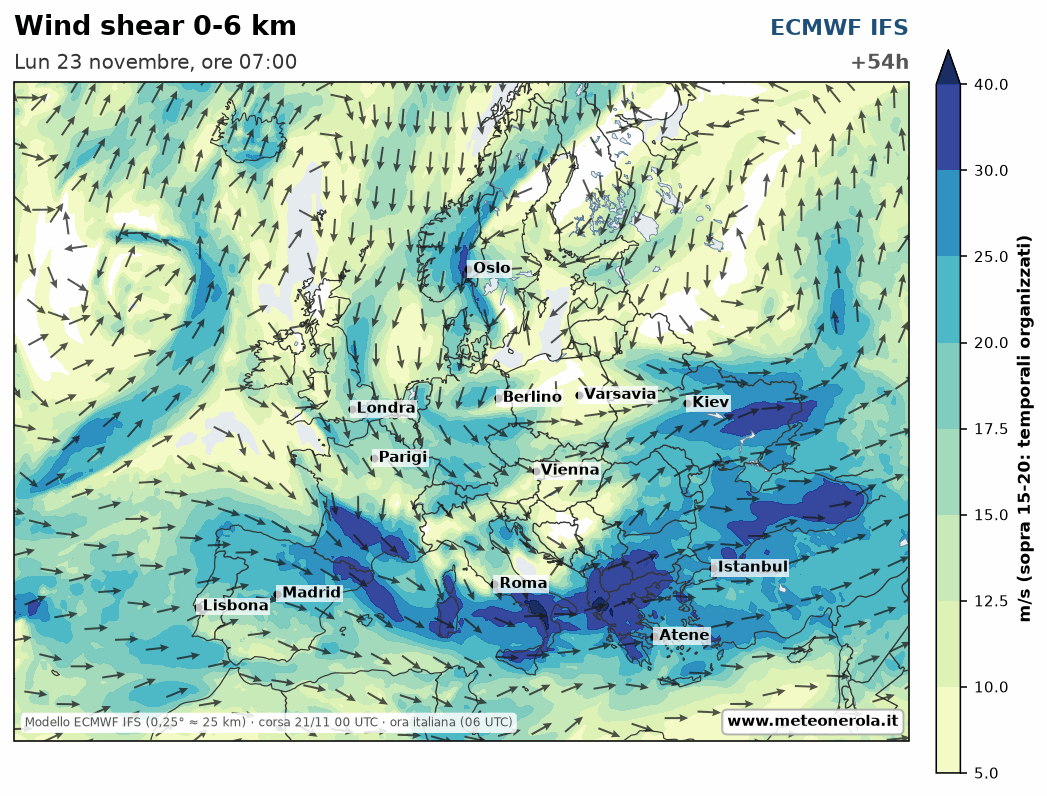 Wind shear 0-6 km
ECMWF IFS
Lun 23 novembre, ore 07:00
+54h
40.0
30.0
25.0
20.0
17.5
15.0
12.5
10.0
5.0
m/s (sopra 15-20: temporali organizzati)
Oslo
Berlino
Varsavia
Kiev
Londra
Parigi
Vienna
Istanbul
Roma
Madrid
Lisbona
Atene
Modello ECMWF IFS (0,25° ≈ 25 km) · corsa 21/11 00 UTC · ora italiana (06 UTC)
www.meteonerola.it